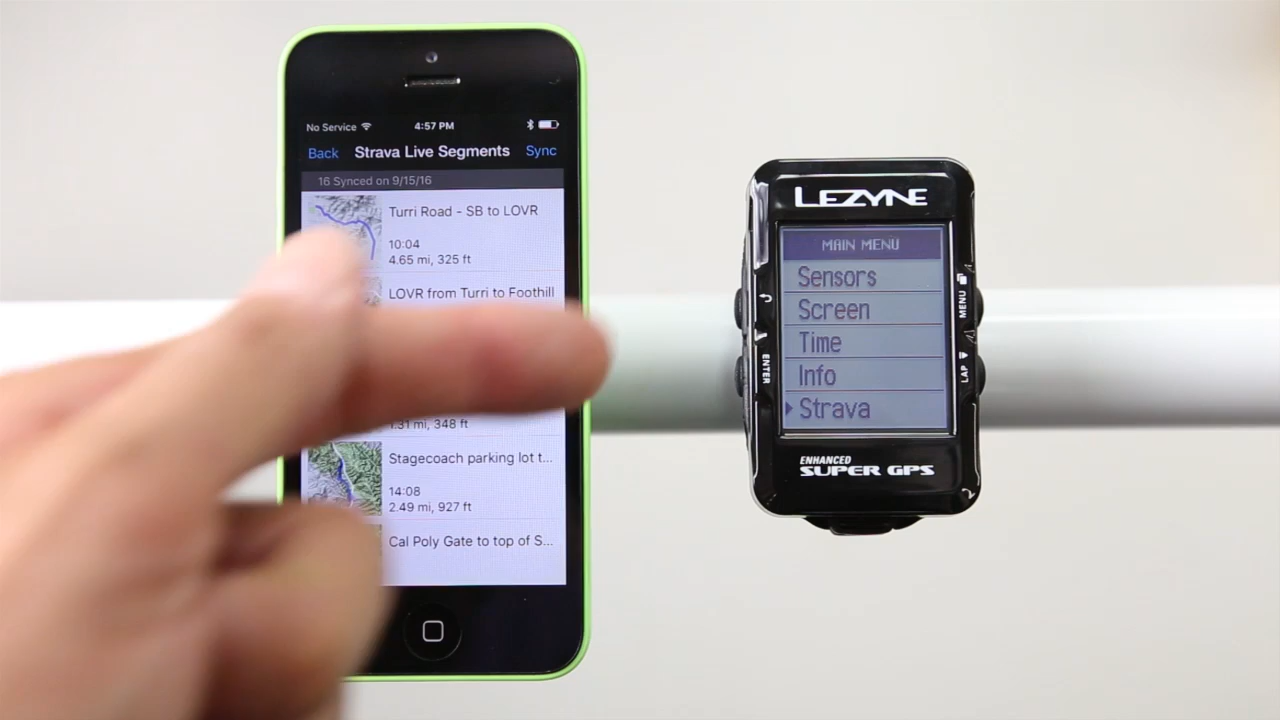 No Service 4:57 PM
Back Strava Live Segments Sync
16 Synced on 9/15/16
Turri Road - SB to LOVR
10:04
4.65 mi, 325 ft
LOVR from Turri to Foothill
1.31 mi, 348 ft
Stagecoach parking lot t...
14:08
2.49 mi, 927 ft
Cal Poly Gate to top of S...
LEZYNE
MAIN MENU
Sensors
Screen
Time
Info
Strava
MENU
ENTER
LAP
ENHANCED
SUPER GPS